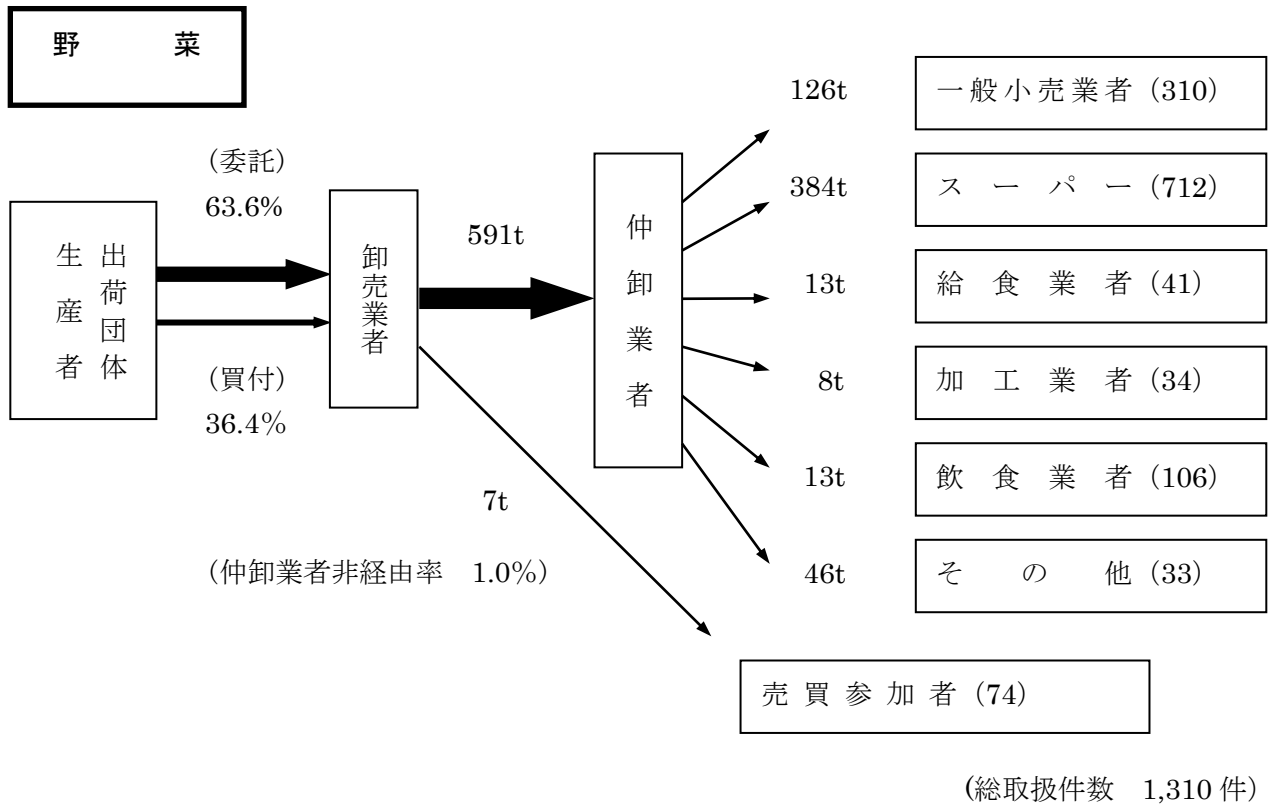 野　　　菜
(委託)
63.6%
生産者
出荷団体
(買付)
36.4%
卸売業者
591t
仲卸業者
7t
(仲卸業者非経由率　1.0%)
126t
一般小売業者 (310)
384t
スーパー (712)
13t
給食業者 (41)
8t
加工業者 (34)
13t
飲食業者 (106)
46t
その他 (33)
売買参加者 (74)
(総取扱件数　1,310 件)